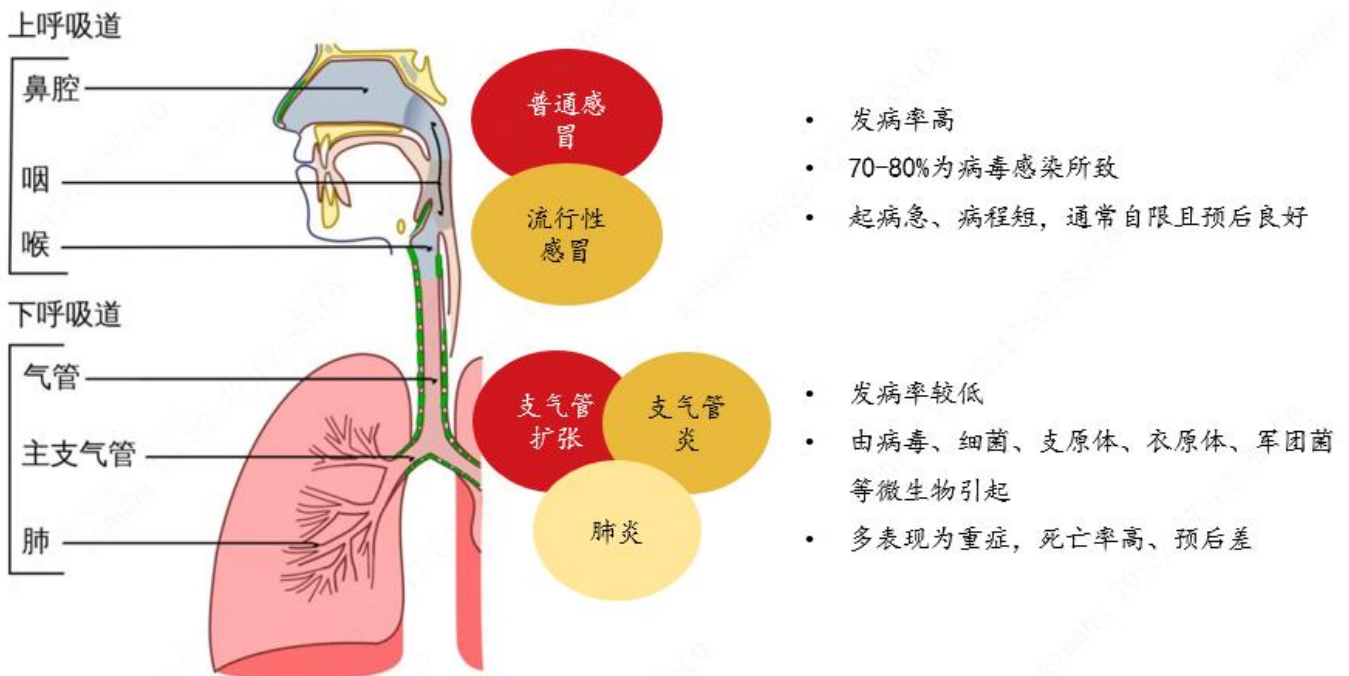 上呼吸道
鼻腔
咽
喉
普通感
冒
流行性
感冒
• 发病率高
• 70-80%为病毒感染所致
• 起病急、病程短，通常自限且预后良好
下呼吸道
气管
主支气管
肺
支气管
扩张
支气管
炎
肺炎
• 发病率较低
• 由病毒、细菌、支原体、衣原体、军团菌
等微生物引起
• 多表现为重症，死亡率高、预后差